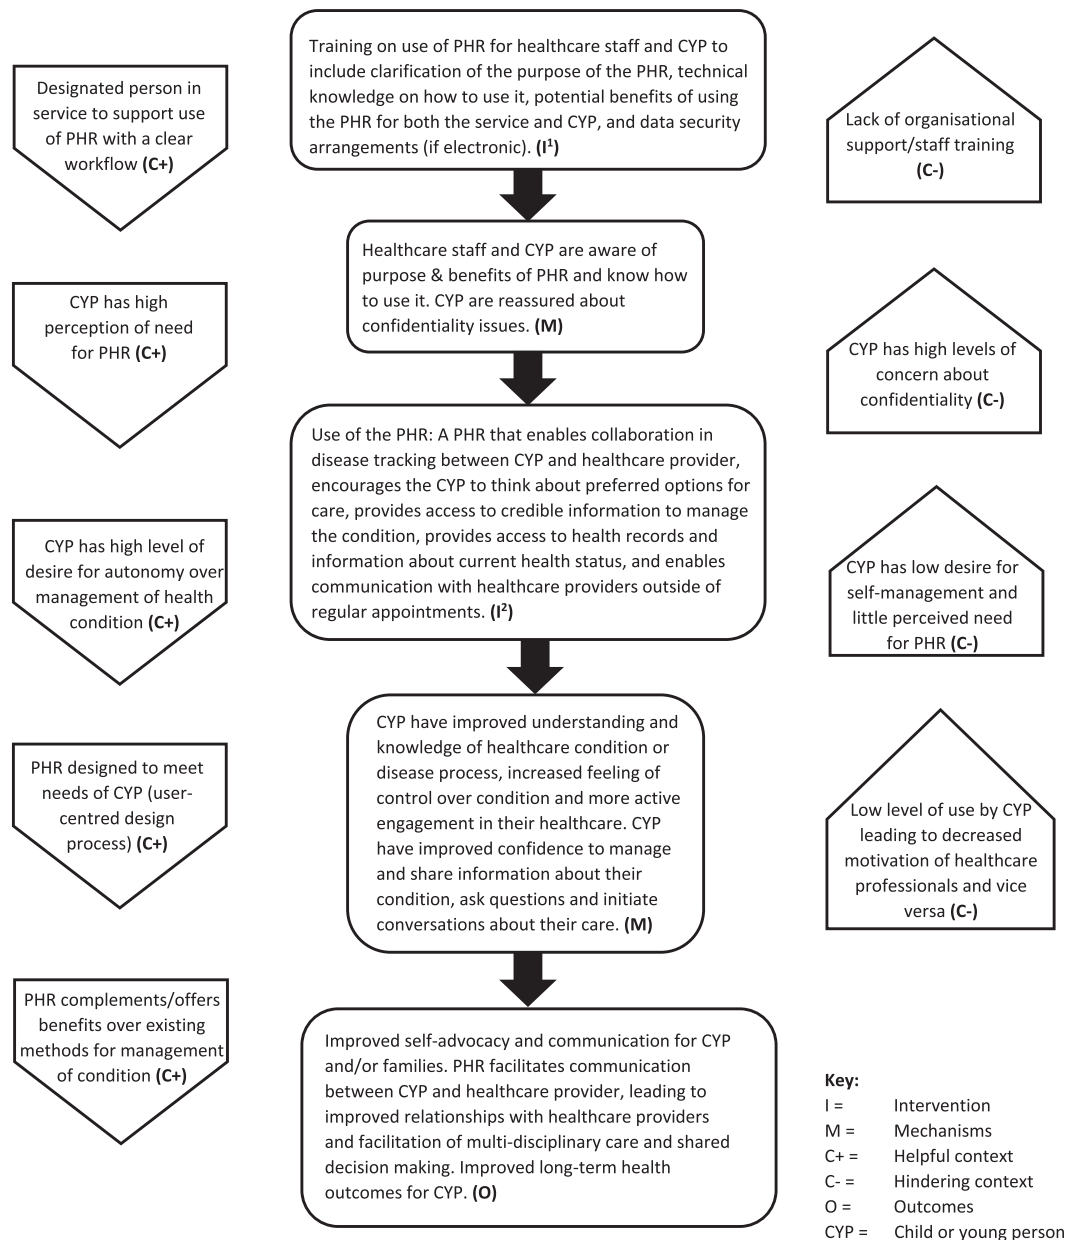 Designated person in
service to support use
of PHR with a clear
workflow (C+)
CYP has high
perception of need
for PHR (C+)
CYP has high level of
desire for autonomy over
management of health
condition (C+)
PHR designed to meet
needs of CYP (user-
centred design
process) (C+)
PHR complements/offers
benefits over existing
methods for management
of condition (C+)
Training on use of PHR for healthcare staff and CYP to
include clarification of the purpose of the PHR, technical
knowledge on how to use it, potential benefits of using
the PHR for both the service and CYP, and data security
arrangements (if electronic). (I¹)
Healthcare staff and CYP are aware of
purpose & benefits of PHR and know how
to use it. CYP are reassured about
confidentiality issues. (M)
Use of the PHR: A PHR that enables collaboration in
disease tracking between CYP and healthcare provider,
encourages the CYP to think about preferred options for
care, provides access to credible information to manage
the condition, provides access to health records and
information about current health status, and enables
communication with healthcare providers outside of
regular appointments. (I²)
CYP have improved understanding and
knowledge of healthcare condition or
disease process, increased feeling of
control over condition and more active
engagement in their healthcare. CYP
have improved confidence to manage
and share information about their
condition, ask questions and initiate
conversations about their care. (M)
Improved self-advocacy and communication for CYP
and/or families. PHR facilitates communication
between CYP and healthcare provider, leading to
improved relationships with healthcare providers
and facilitation of multi-disciplinary care and shared
decision making. Improved long-term health
outcomes for CYP. (O)
Lack of organisational
support/staff training
(C-)
CYP has high levels of
concern about
confidentiality (C-)
CYP has low desire for
self-management and
little perceived need
for PHR (C-)
Low level of use by CYP
leading to decreased
motivation of healthcare
professionals and vice
versa (C-)
Key:
I = Intervention
M = Mechanisms
C+ = Helpful context
C- = Hindering context
O = Outcomes
CYP = Child or young person